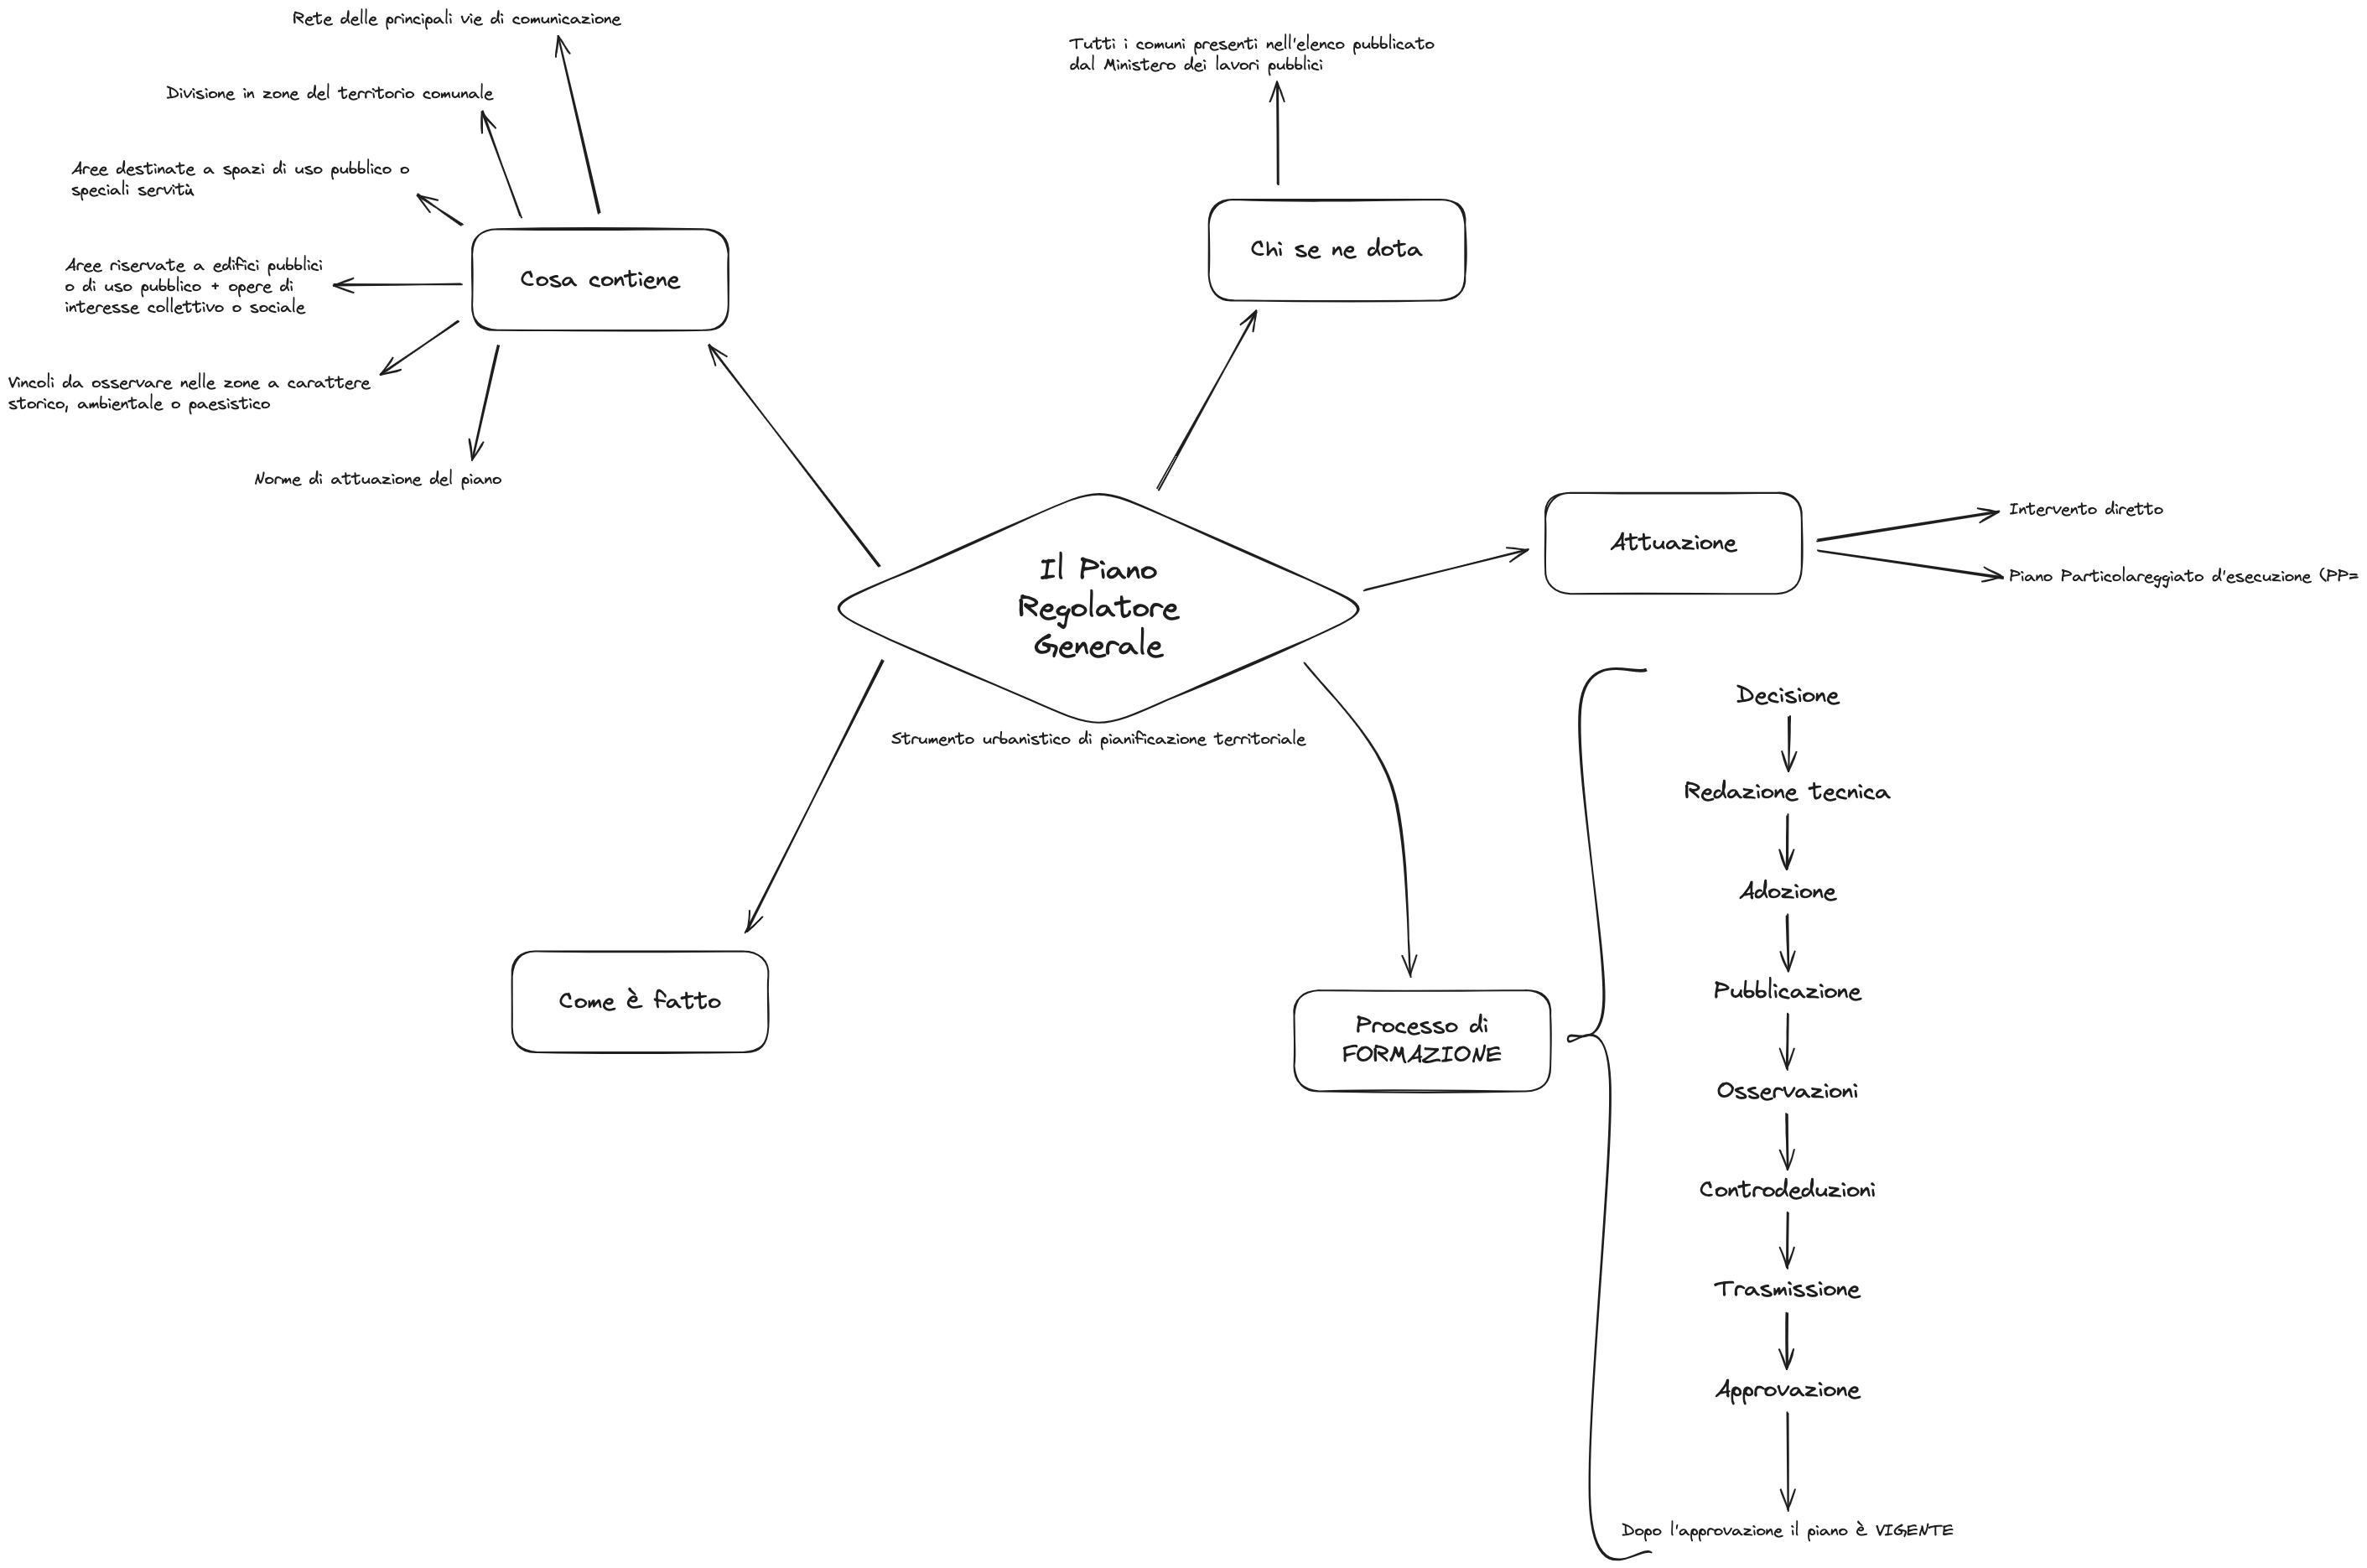 Rete delle principali vie di comunicazione
Divisione in zone del territorio comunale
Aree destinate a spazi di uso pubblico o
speciali servitù
Aree riservate a edifici pubblici
o di uso pubblico + opere di
interesse collettivo o sociale
Vincoli da osservare nelle zone a carattere
storico, ambientale o paesistico
Norme di attuazione del piano
Cosa contiene
Tutti i comuni presenti nell'elenco pubblicato
dal Ministero dei lavori pubblici
Chi se ne dota
Il Piano
Regolatore
Generale
Strumento urbanistico di pianificazione territoriale
Attuazione
Intervento diretto
Piano Particolareggiato d'esecuzione (PP=
Come è fatto
Processo di
FORMAZIONE
Decisione
Redazione tecnica
Adozione
Pubblicazione
Osservazioni
Controdeduzioni
Trasmissione
Approvazione
Dopo l'approvazione il piano è VIGENTE